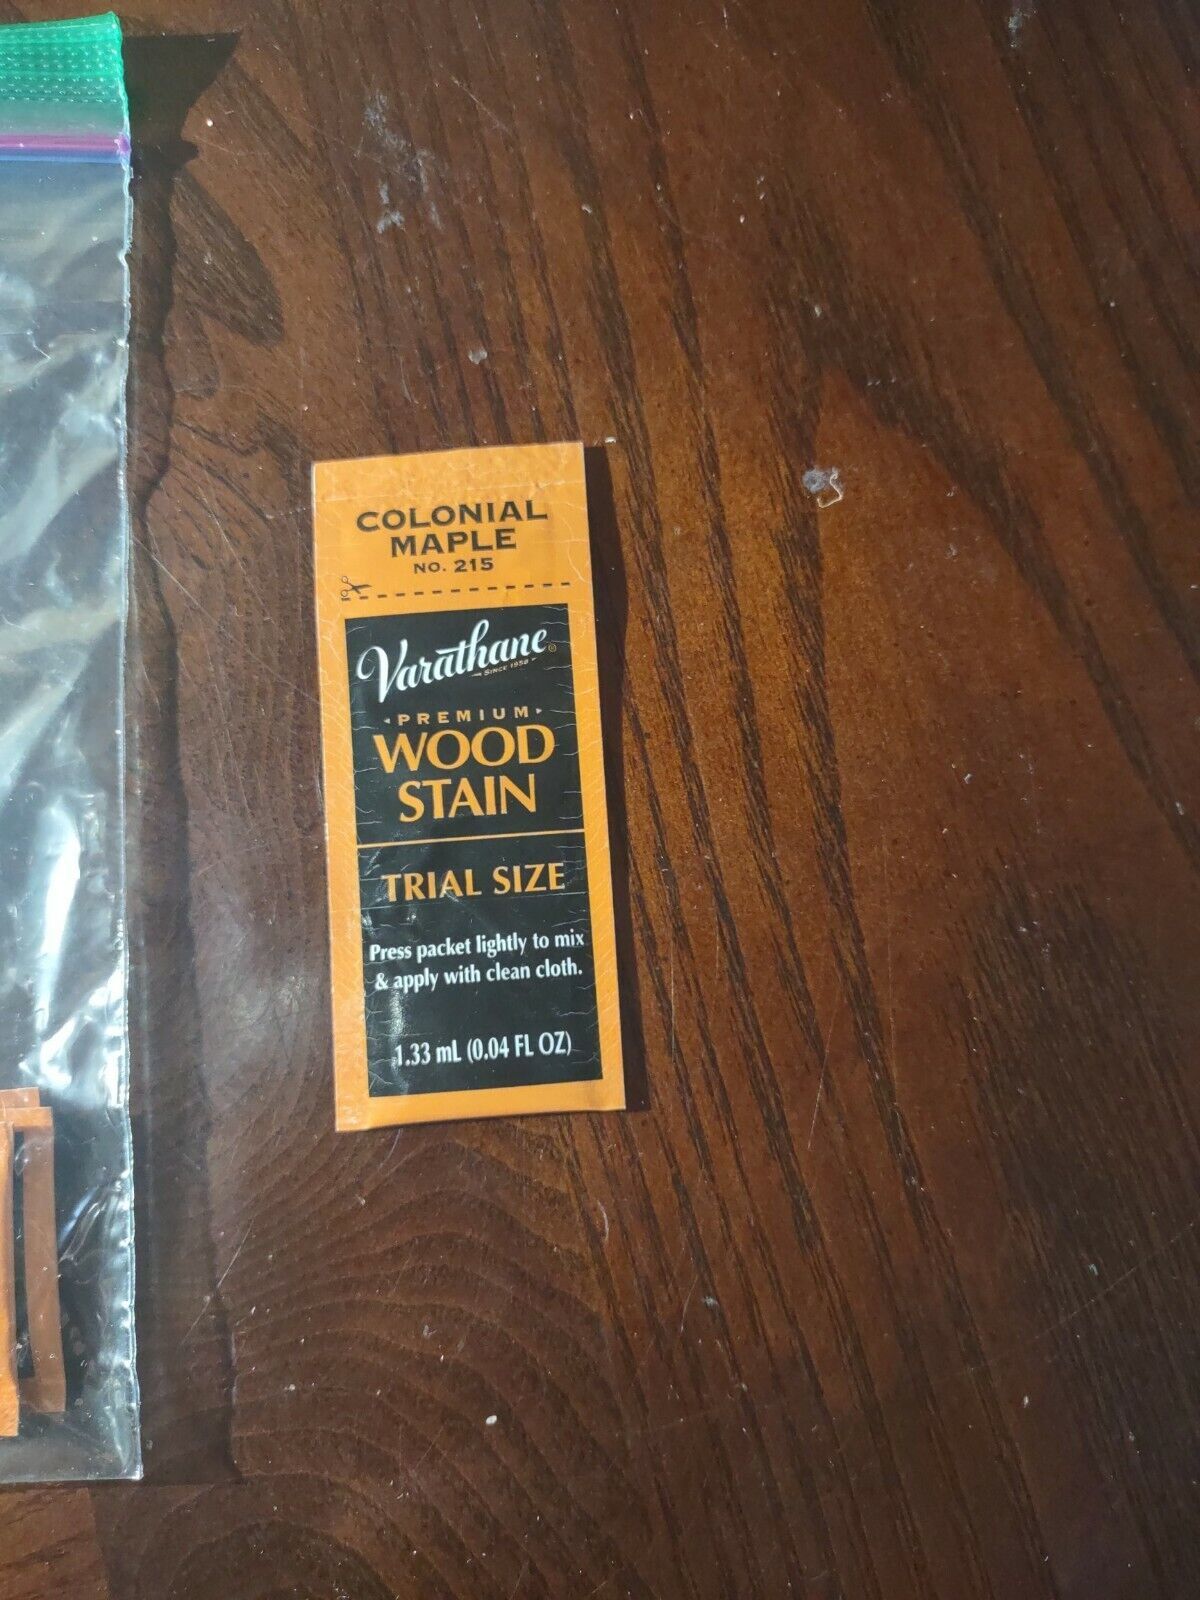 COLONIAL
MAPLE
NO. 215
Varathane®
SINCE 1958
PREMIUM
WOOD
STAIN
TRIAL SIZE
Press packet lightly to mix
& apply with clean cloth.
1.33 mL (0.04 FL OZ)